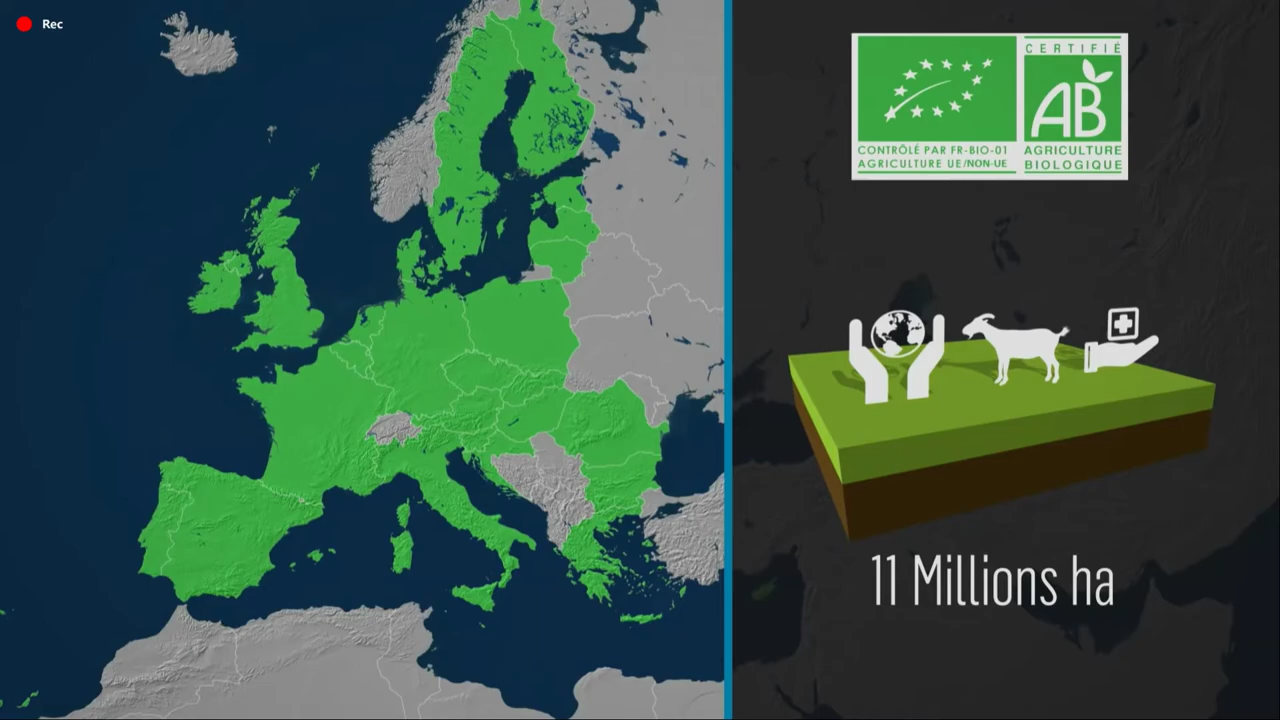 Rec
CERTIFIÉ
AB
CONTRÔLÉ PAR FR-BIO-01
AGRICULTURE UE/NON-UE
AGRICULTURE
BIOLOGIQUE
11 Millions ha